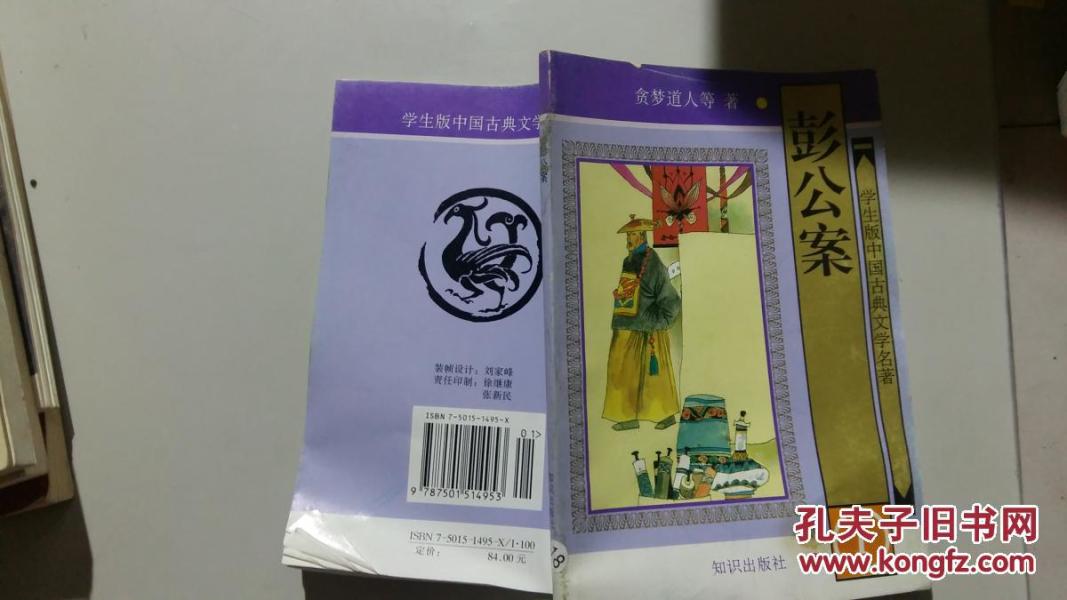 学生版中国古典文学
装帧设计：刘家峰
责任印制：徐继康
张新民
ISBN 7-5015-1495-X
01>
9 787501 514953
ISBN 7-5015-1495-X/I·100
定价： 84.00元
案
18
贪梦道人等 著
彭公案
学生版中国古典文学名著
1
知识出版社
孔夫子旧书网
www.kongfz.com